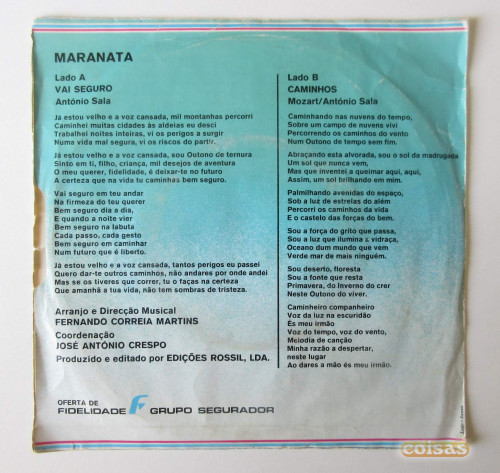 MARANATA
Lado A
VAI SEGURO
António Sala
Já estou velho e a voz cansada, mil montanhas percorri
Caminhei muitas cidades às aldeias eu desci
Trabalhei noites inteiras, vi os perigos a surgir
Numa vida mal segura, vi os riscos do partir.
Já estou velho e a voz cansada, sou Outono de ternura
Sinto em ti, filho, criança, mil desejos de aventura
O meu querer, fidelidade, é deixar-te no futuro
A certeza que na vida tu caminhas bem seguro.
Vai seguro em teu andar
Na firmeza do teu querer
Bem seguro dia a dia,
E quando a noite vier
Bem seguro na labuta
Cada passo, cada gesto
Bem seguro em caminhar
Num futuro que é liberto.
Já estou velho e a voz cansada, tantos perigos eu passei
Quero dar-te outros caminhos, não andares por onde andei
Mas se os tiveres que correr, tu o faças na certeza
Que amanhã a tua vida, não tem sombras de tristeza.
Arranjo e Direcção Musical
FERNANDO CORREIA MARTINS
Coordenação
JOSÉ ANTÓNIO CRESPO
Produzido e editado por EDIÇÕES ROSSIL, LDA.
Lado B
CAMINHOS
Mozart/António Sala
Caminhando nas nuvens do tempo,
Sobre um campo de nuvens vivi
Percorrendo os caminhos do vento
Num Outono de tempo sem fim.
Abraçando esta alvorada, sou o sol da madrugada
Um sol que nunca vem,
Mas que inventei a queimar aqui, aqui,
Assim, um sol brilhando em mim.
Palmilhando avenidas do espaço,
Sob a luz de estrelas do além
Percorri os caminhos da vida
E o castelo das forças do bem.
Sou a força do grito que passa,
Sou a luz que ilumina a vidraça,
Oceano dum mundo que vem
Verde mar de mais ninguém.
Sou deserto, floresta
Sou a fonte que resta
Primavera, do Inverno do crer
Neste Outono do viver.
Caminheiro companheiro
Voz da luz na escuridão
És meu irmão
Voz do tempo, voz do vento,
Melodia de canção
Minha razão a despertar,
neste lugar
Ao dares a mão és meu irmão.
OFERTA DE
FIDELIDADE F GRUPO SEGURADOR
coisas